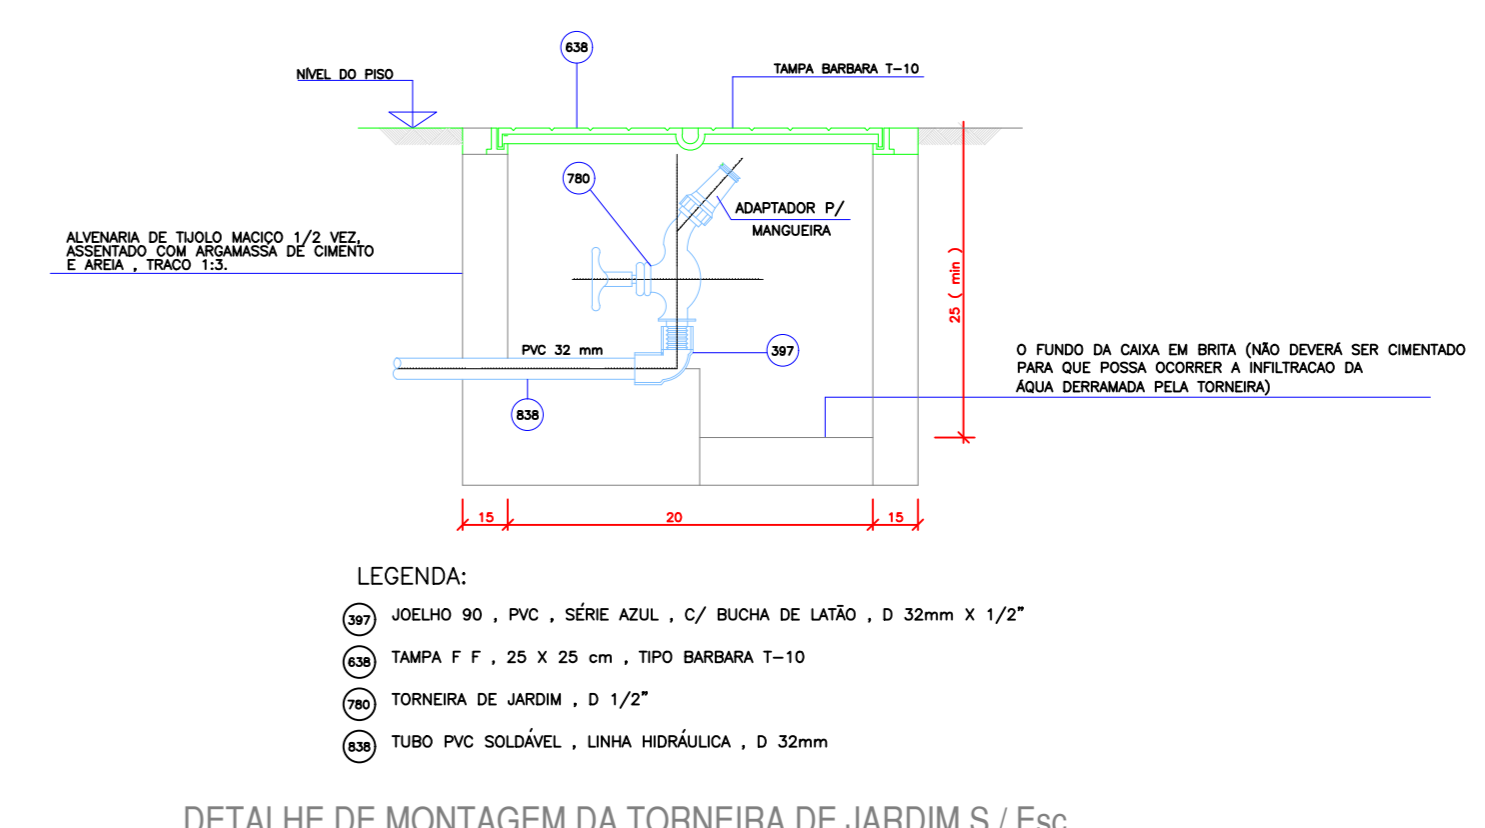 638
NÍVEL DO PISO
TAMPA BARBARA T-10
780
ADAPTADOR P/
MANGUEIRA
ALVENARIA DE TIJOLO MACIÇO 1/2 VEZ,
ASSENTADO COM ARGAMASSA DE CIMENTO
E AREIA , TRACO 1:3.
25 ( min )
PVC 32 mm
397
O FUNDO DA CAIXA EM BRITA (NÃO DEVERÁ SER CIMENTADO
PARA QUE POSSA OCORRER A INFILTRACAO DA
ÁQUA DERRAMADA PELA TORNEIRA)
838
15
20
15
LEGENDA:
397 JOELHO 90 , PVC , SÉRIE AZUL , C/ BUCHA DE LATÃO , D 32mm X 1/2"
638 TAMPA F F , 25 X 25 cm , TIPO BARBARA T-10
780 TORNEIRA DE JARDIM , D 1/2"
838 TUBO PVC SOLDÁVEL , LINHA HIDRÁULICA , D 32mm
DETALHE DE MONTAGEM DA TORNEIRA DE JARDIM S / Esc